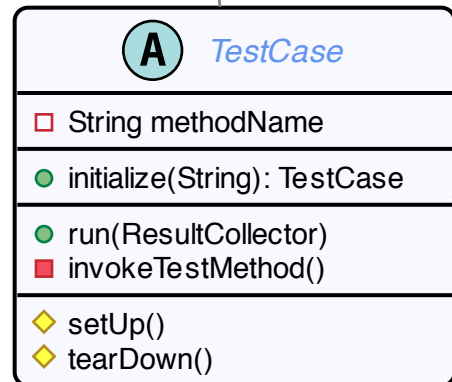 A TestCase
String methodName
initialize(String): TestCase
run(ResultCollector)
invokeTestMethod()
setUp()
tearDown()